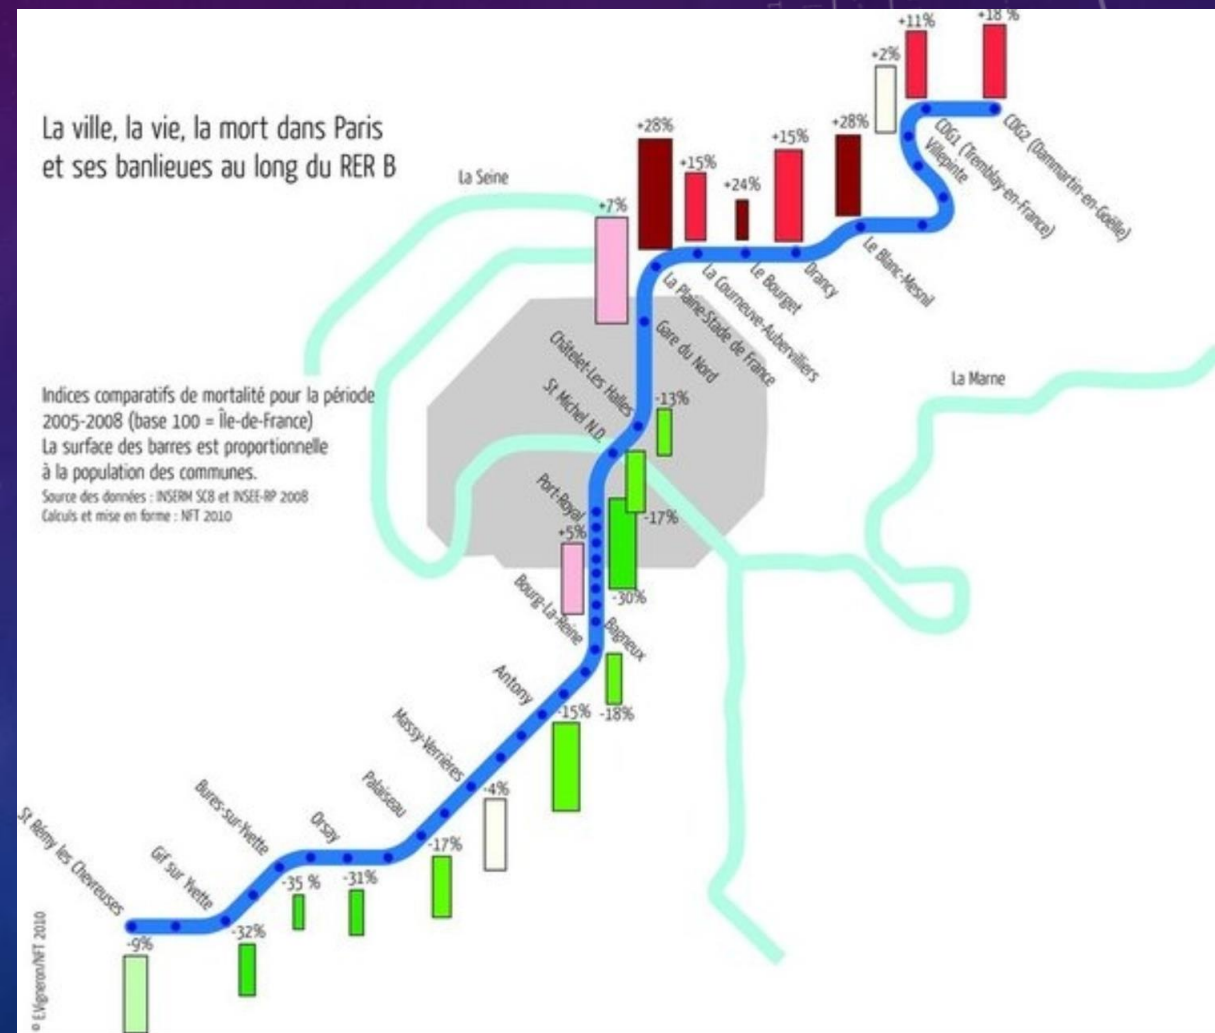 La ville, la vie, la mort dans Paris
et ses banlieues au long du RER B
La Seine
+7%
+28%
+15%
+24%
+15%
+28%
+2%
+11%
+18 %
CDG2 (Dammartin-en-Goëlle)
CDG1 (Tremblay-en-France)
Villepinte
Le Blanc-Mesnil
Drancy
Le Bourget
La Courneuve-Aubervilliers
La Plaine-Stade de France
Gare du Nord
Châtelet-Les Halles
St Michel N.D.
-13%
La Marne
Indices comparatifs de mortalité pour la période
2005-2008 (base 100 = Île-de-France)
La surface des barres est proportionnelle
à la population des communes.
Source des données : INSERM SC8 et INSEE-RP 2008
Calculs et mise en forme : NFT 2010
Port-Royal
-17%
+5%
-30%
Bourg-La-Reine
Bagneux
Antony
-15%
-18%
Massy-Verrières
-4%
Palaiseau
-17%
Orsay
-31%
Bures-sur-Yvette
-35 %
Gif sur Yvette
-32%
St Rémy les Chevreuses
-9%
© E.Vigneron/NFT 2010